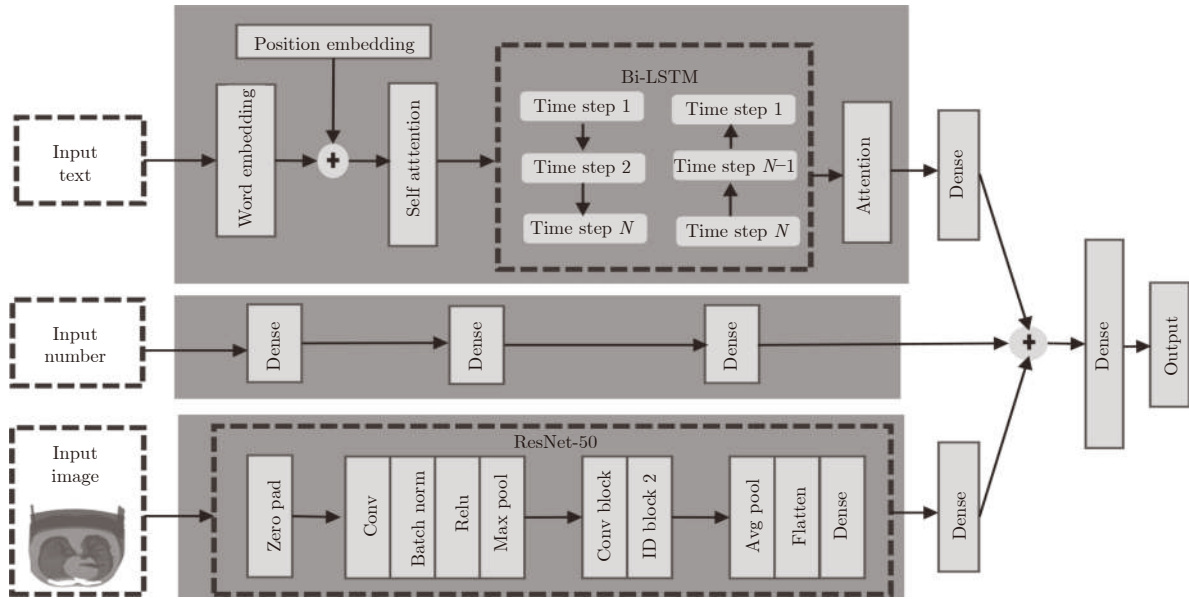 Position embedding
Input
text
Word embedding
+
Self atttention
Bi-LSTM
Time step 1
Time step 2
Time step N
Time step 1
Time step N−1
Time step N
Attention
Dense
Input
number
Dense
Dense
Dense
+
Dense
Output
Input
image
ResNet-50
Zero pad
Conv
Batch norm
Relu
Max pool
Conv block
ID block 2
Avg pool
Flatten
Dense
Dense